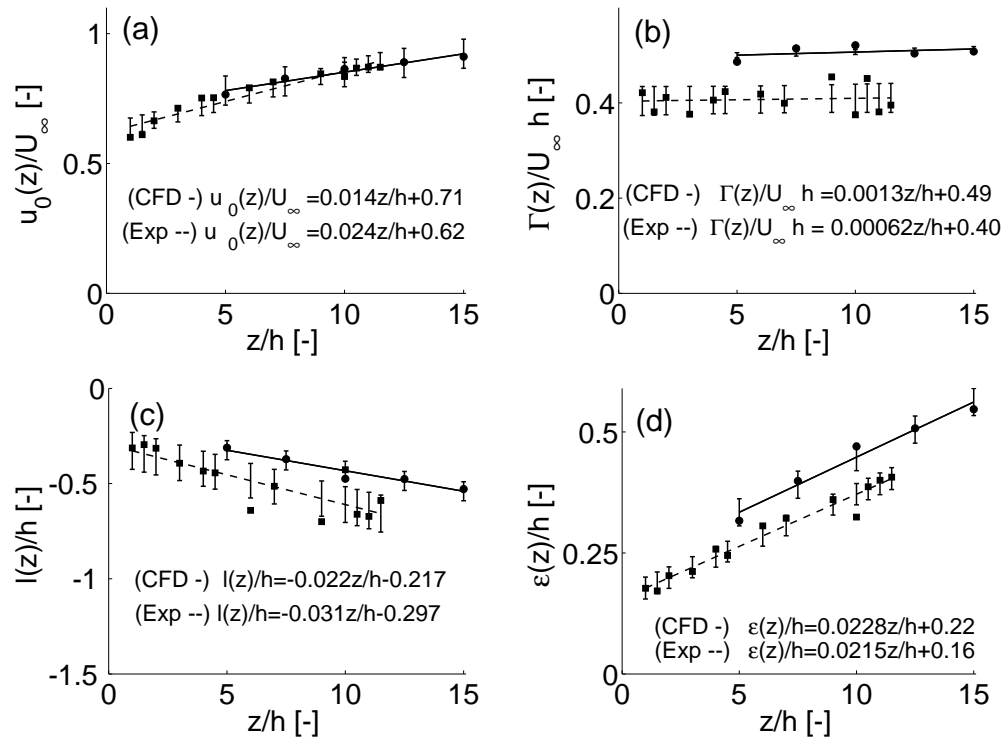 (a)
u₀(z)/U∞ [-]
1
0.5
0
(CFD -) u ₀(z)/U∞ =0.014z/h+0.71
(Exp --) u ₀(z)/U∞ =0.024z/h+0.62
0 5 10 15
z/h [-]
(b)
Γ(z)/U∞ h [-]
0.4
0.2
0
(CFD -) Γ(z)/U∞ h =0.0013z/h+0.49
(Exp --) Γ(z)/U∞ h = 0.00062z/h+0.40
0 5 10 15
z/h [-]
(c)
l(z)/h [-]
0
-0.5
-1
-1.5
(CFD -) l(z)/h=-0.022z/h-0.217
(Exp --) l(z)/h=-0.031z/h-0.297
0 5 10 15
z/h [-]
(d)
ε(z)/h [-]
0.5
0.25
0
(CFD -) ε(z)/h=0.0228z/h+0.22
(Exp --) ε(z)/h=0.0215z/h+0.16
0 5 10 15
z/h [-]